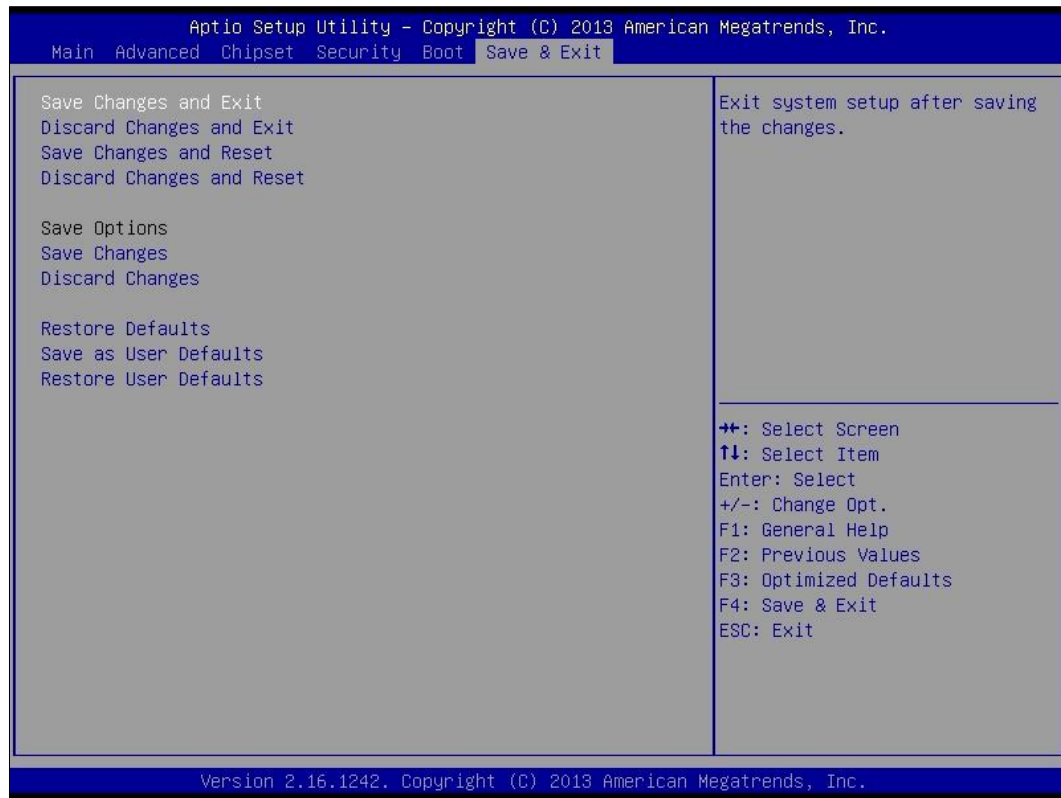 Aptio Setup Utility – Copyright (C) 2013 American Megatrends, Inc.
Main Advanced Chipset Security Boot Save & Exit
Save Changes and Exit
Discard Changes and Exit
Save Changes and Reset
Discard Changes and Reset
Save Options
Save Changes
Discard Changes
Restore Defaults
Save as User Defaults
Restore User Defaults
Exit system setup after saving
the changes.
→←: Select Screen
↑↓: Select Item
Enter: Select
+/-: Change Opt.
F1: General Help
F2: Previous Values
F3: Optimized Defaults
F4: Save & Exit
ESC: Exit
Version 2.16.1242. Copyright (C) 2013 American Megatrends, Inc.